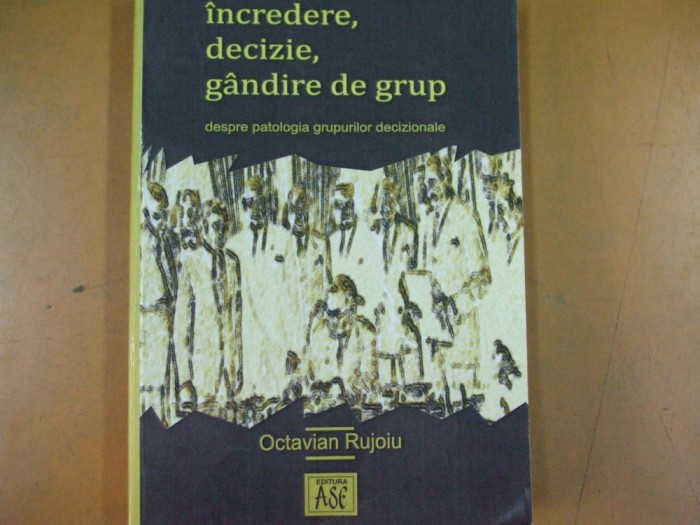 încredere,
decizie,
gândire de grup
despre patologia grupurilor decizionale
Octavian Rujoiu
EDITURA
ASE